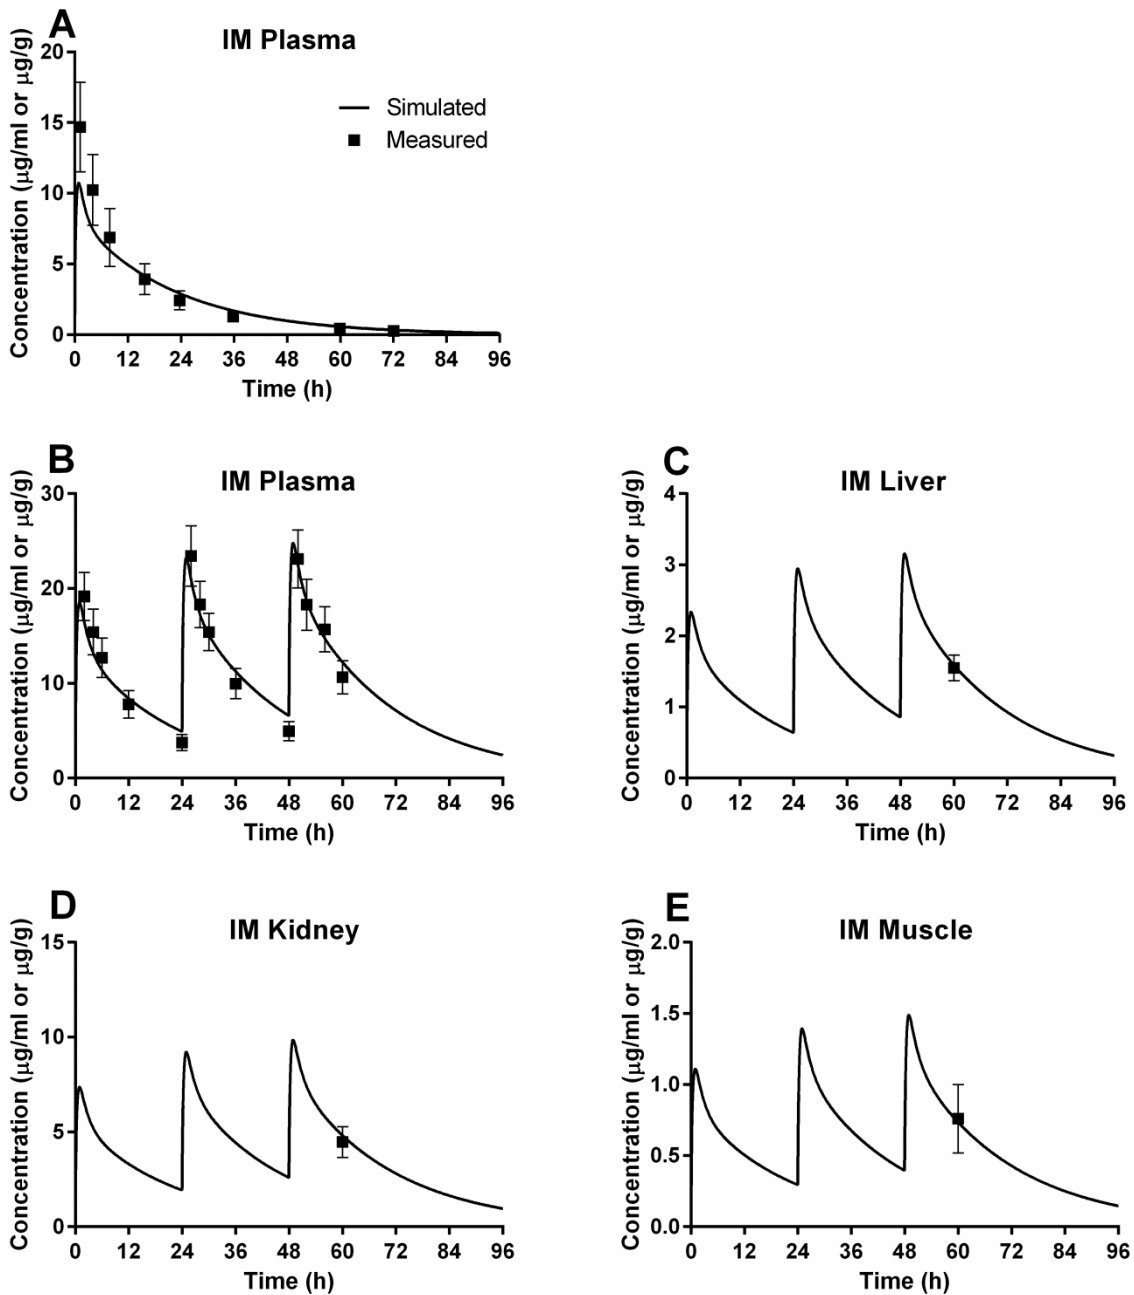 A
IM Plasma
Concentration (μg/ml or μg/g)
20
15
10
5
0
Simulated
Measured
0 12 24 36 48 60 72 84 96
Time (h)
B
IM Plasma
Concentration (μg/ml or μg/g)
30
20
10
0
0 12 24 36 48 60 72 84 96
Time (h)
C
IM Liver
Concentration (μg/ml or μg/g)
4
3
2
1
0
0 12 24 36 48 60 72 84 96
Time (h)
D
IM Kidney
Concentration (μg/ml or μg/g)
15
10
5
0
0 12 24 36 48 60 72 84 96
Time (h)
E
IM Muscle
Concentration (μg/ml or μg/g)
2.0
1.5
1.0
0.5
0.0
0 12 24 36 48 60 72 84 96
Time (h)